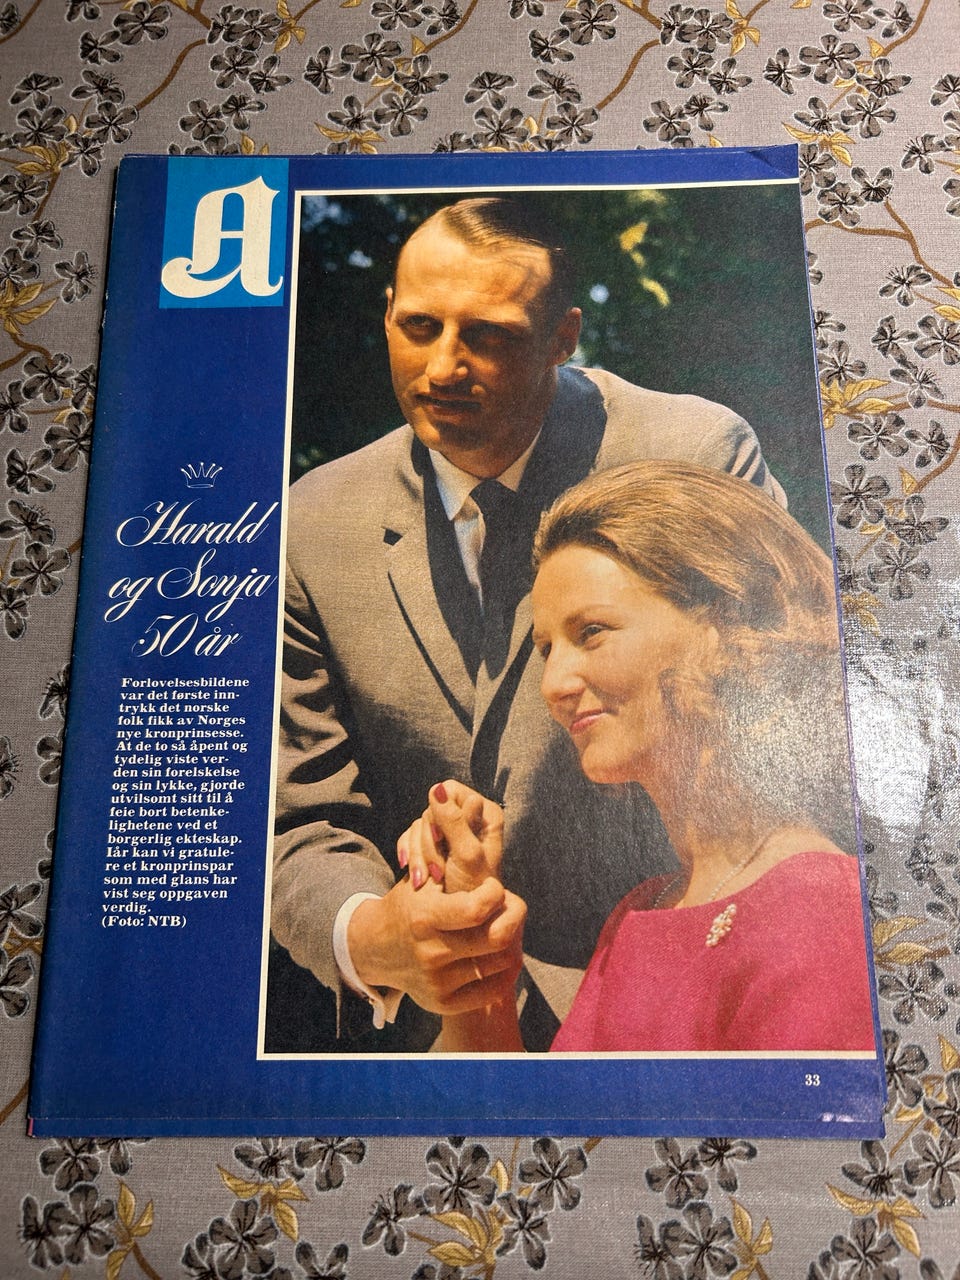 A
Harald
og Sonja
50 år
Forlovelsesbildene
var det første inn-
trykk det norske
folk fikk av Norges
nye kronprinsesse.
At de to så åpent og
tydelig viste ver-
den sin forelskelse
og sin lykke, gjorde
utvilsomt sitt til å
feie bort betenke-
lighetene ved et
borgerlig ekteskap.
Iår kan vi gratule-
re et kronprinspar
som med glans har
vist seg oppgaven
verdig.
(Foto: NTB)
33